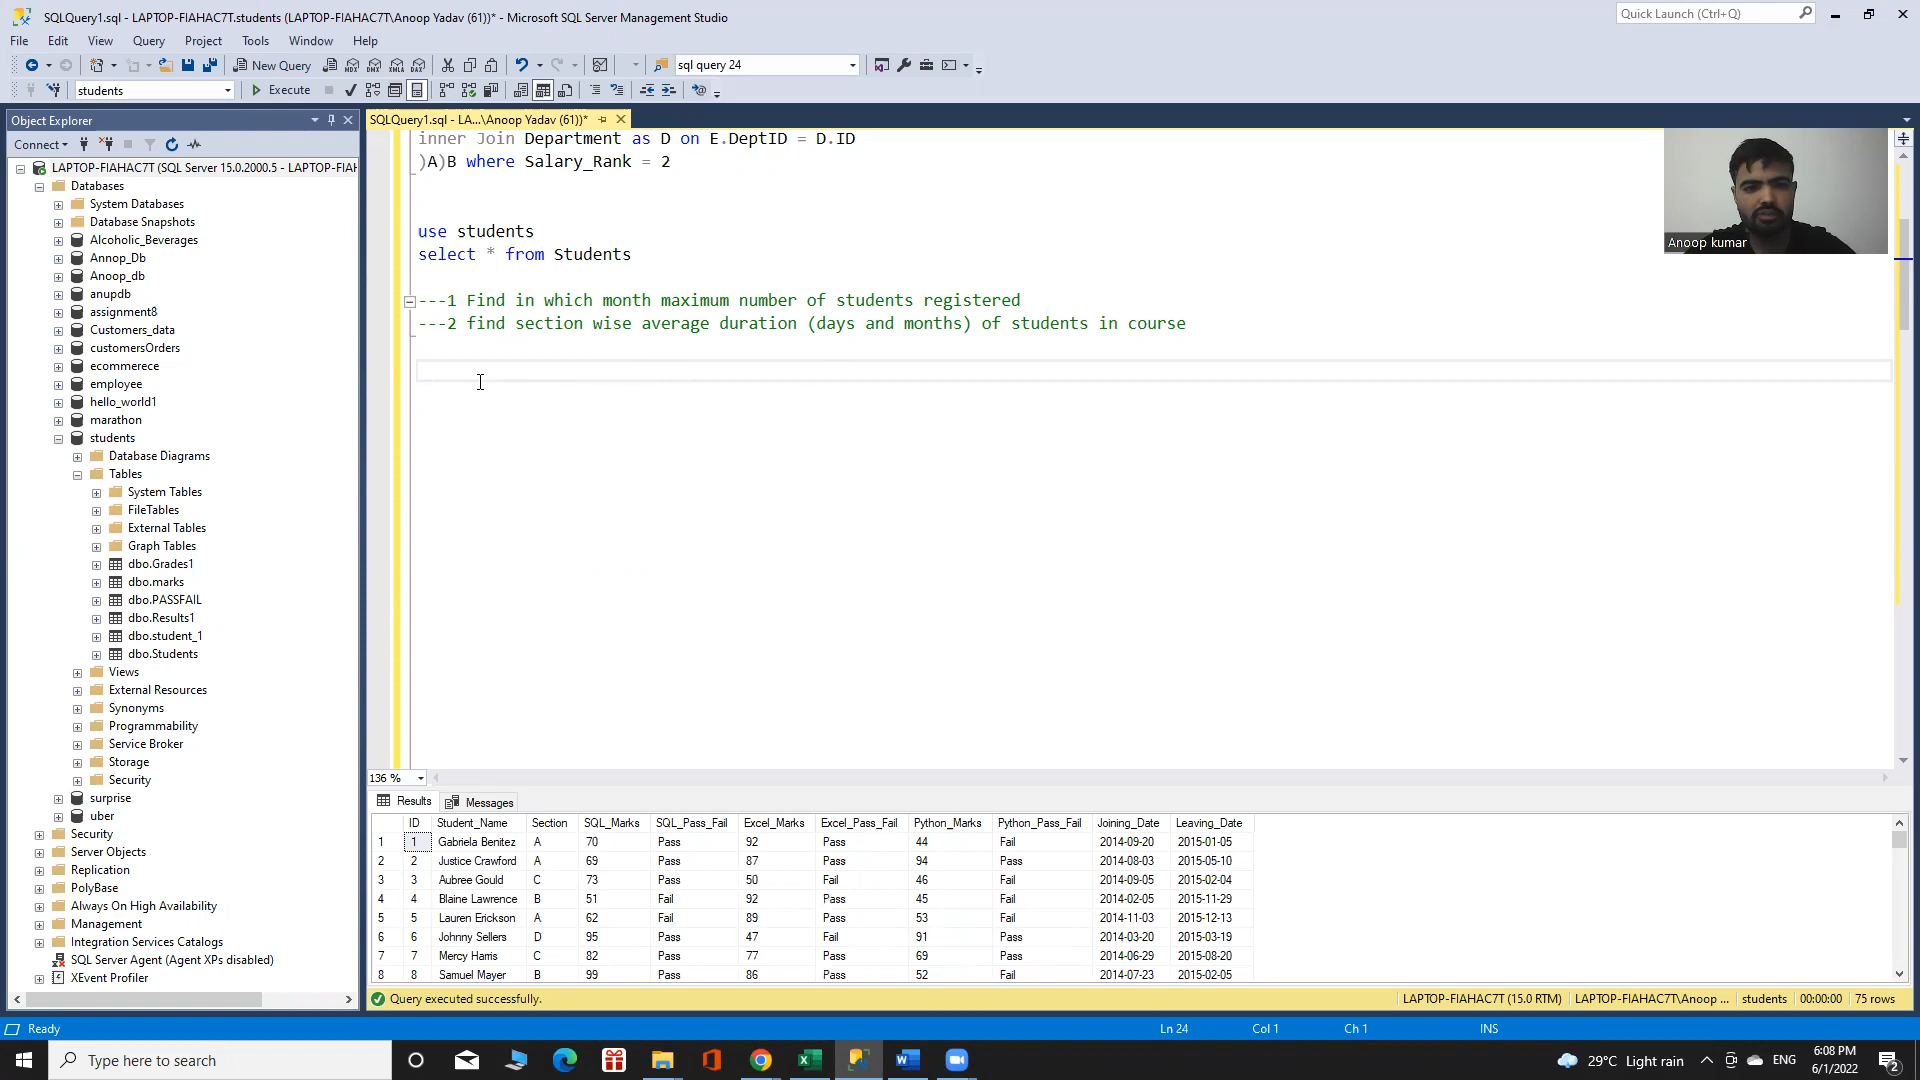 SQLQuery1.sql - LAPTOP-FIAHAC7T.students (LAPTOP-FIAHAC7T\Anoop Yadav (61))* - Microsoft SQL Server Management Studio
Quick Launch (Ctrl+Q)
File Edit View Query Project Tools Window Help
New Query
sql query 24
students
Execute
Object Explorer
SQLQuery1.sql - LA...\Anoop Yadav (61))*
Connect
LAPTOP-FIAHAC7T (SQL Server 15.0.2000.5 - LAPTOP-FIAH
Databases
System Databases
Database Snapshots
Alcoholic_Beverages
Annop_Db
Anoop_db
anupdb
assignment8
Customers_data
customersOrders
ecommerece
employee
hello_world1
marathon
students
Database Diagrams
Tables
System Tables
FileTables
External Tables
Graph Tables
dbo.Grades1
dbo.marks
dbo.PASSFAIL
dbo.Results1
dbo.student_1
dbo.Students
Views
External Resources
Synonyms
Programmability
Service Broker
Storage
Security
surprise
uber
Security
Server Objects
Replication
PolyBase
Always On High Availability
Management
Integration Services Catalogs
SQL Server Agent (Agent XPs disabled)
XEvent Profiler
inner Join Department as D on E.DeptID = D.ID
)A)B where Salary_Rank = 2
use students
select * from Students
---1 Find in which month maximum number of students registered
---2 find section wise average duration (days and months) of students in course
Anoop kumar
136 %
Results Messages
ID Student_Name Section SQL_Marks SQL_Pass_Fail Excel_Marks Excel_Pass_Fail Python_Marks Python_Pass_Fail Joining_Date Leaving_Date
1 1 Gabriela Benitez A 70 Pass 92 Pass 44 Fail 2014-09-20 2015-01-05
2 2 Justice Crawford A 69 Pass 87 Pass 94 Pass 2014-08-03 2015-05-10
3 3 Aubree Gould C 73 Pass 50 Fail 46 Fail 2014-09-05 2015-02-04
4 4 Blaine Lawrence B 51 Fail 92 Pass 45 Fail 2014-02-05 2015-11-29
5 5 Lauren Erickson A 62 Fail 89 Pass 53 Fail 2014-11-03 2015-12-13
6 6 Johnny Sellers D 95 Pass 47 Fail 91 Pass 2014-03-20 2015-03-19
7 7 Mercy Harris C 82 Pass 77 Pass 69 Pass 2014-06-29 2015-08-20
8 8 Samuel Mayer B 99 Pass 86 Pass 52 Fail 2014-07-23 2015-02-05
Query executed successfully.
LAPTOP-FIAHAC7T (15.0 RTM) LAPTOP-FIAHAC7T\Anoop ... students 00:00:00 75 rows
Ready Ln 24 Col 1 Ch 1 INS
Type here to search
29°C Light rain
ENG
6:08 PM
6/1/2022
2